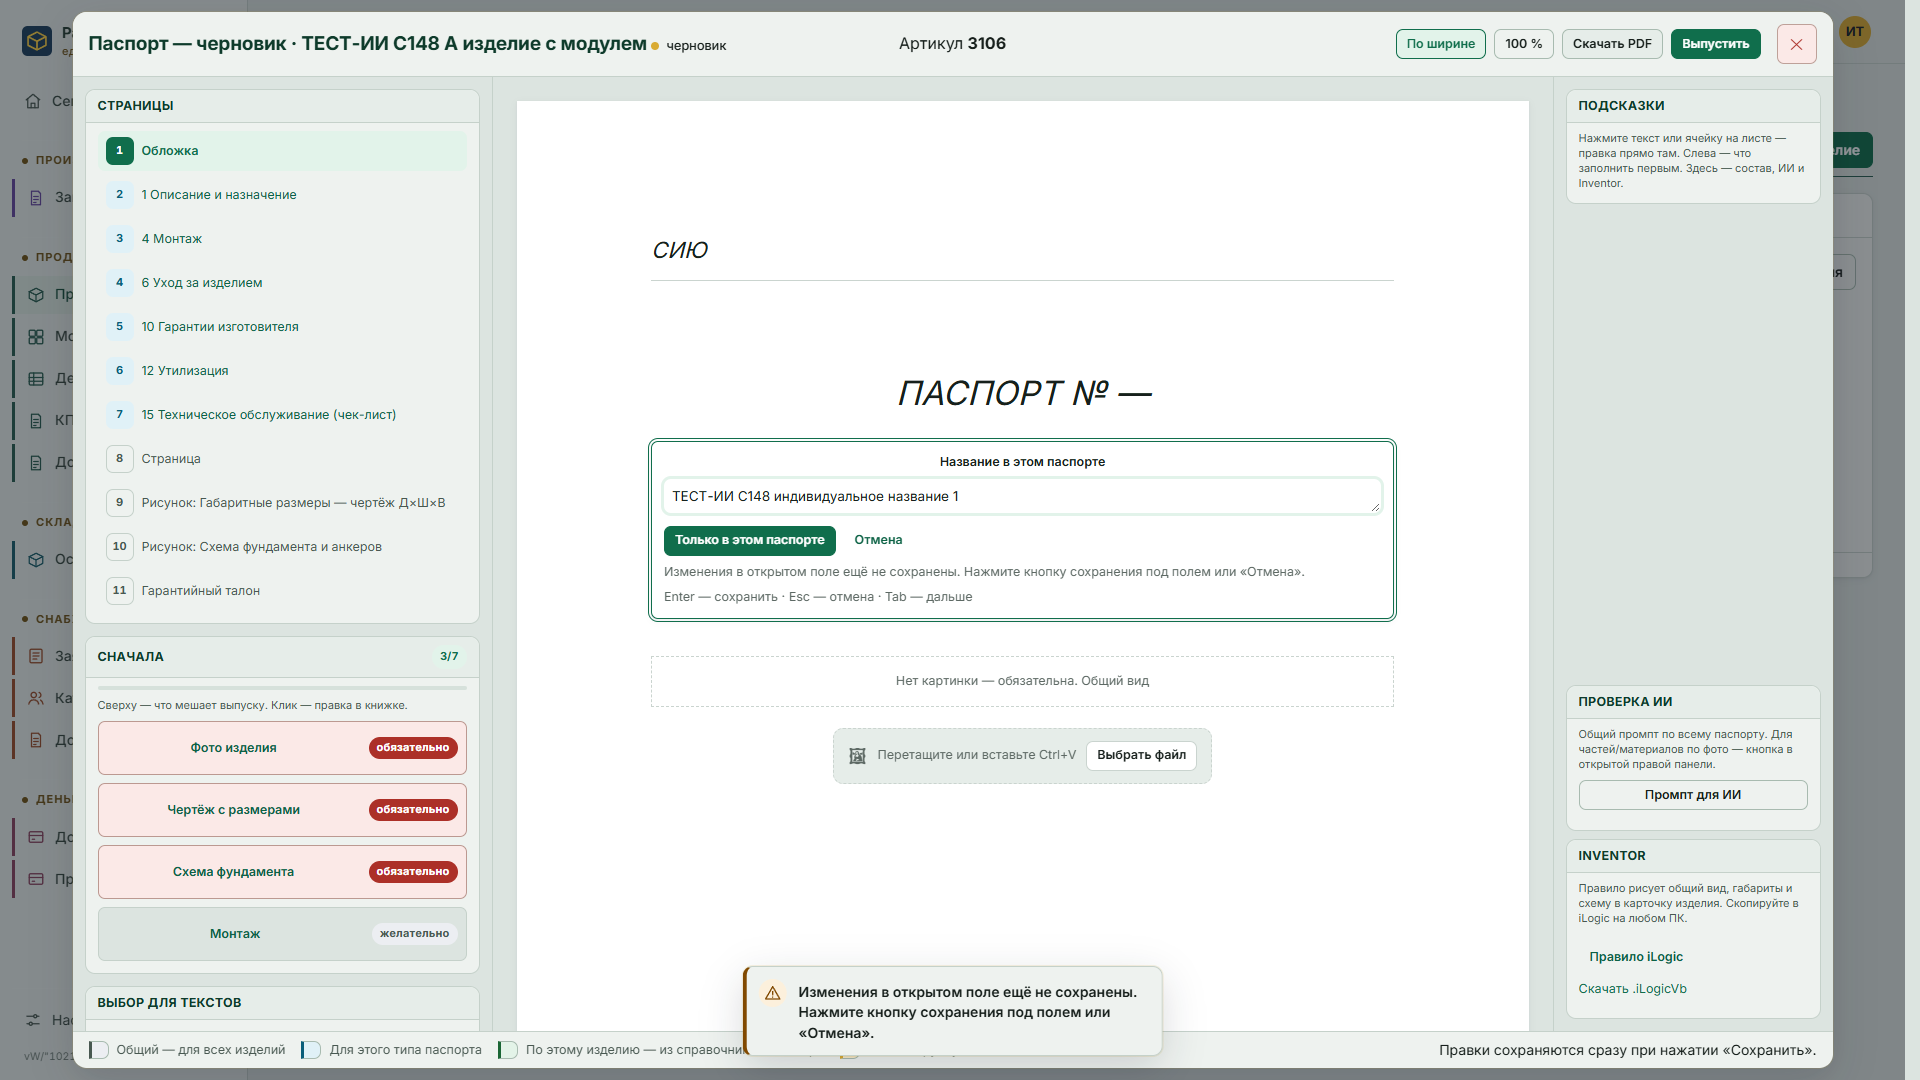 Паспорт — черновик · ТЕСТ-ИИ С148 А изделие с модулем
черновик
Артикул 3106
По ширине
100 %
Скачать PDF
Выпустить
ИТ
СТРАНИЦЫ
1 Обложка
2 1 Описание и назначение
3 4 Монтаж
4 6 Уход за изделием
5 10 Гарантии изготовителя
6 12 Утилизация
7 15 Техническое обслуживание (чек-лист)
8 Страница
9 Рисунок: Габаритные размеры — чертёж Д×Ш×В
10 Рисунок: Схема фундамента и анкеров
11 Гарантийный талон
СНАЧАЛА
3/7
Сверху — что мешает выпуску. Клик — правка в книжке.
Фото изделия
обязательно
Чертёж с размерами
обязательно
Схема фундамента
обязательно
Монтаж
желательно
ВЫБОР ДЛЯ ТЕКСТОВ
СИЮ
ПАСПОРТ № —
Название в этом паспорте
ТЕСТ-ИИ С148 индивидуальное название 1
Только в этом паспорте
Отмена
Изменения в открытом поле ещё не сохранены. Нажмите кнопку сохранения под полем или «Отмена».
Enter — сохранить · Esc — отмена · Tab — дальше
Нет картинки — обязательна. Общий вид
Перетащите или вставьте Ctrl+V
Выбрать файл
Изменения в открытом поле ещё не сохранены.
Нажмите кнопку сохранения под полем или
«Отмена».
ПОДСКАЗКИ
Нажмите текст или ячейку на листе —
правка прямо там. Слева — что
заполнить первым. Здесь — состав, ИИ и
Inventor.
ПРОВЕРКА ИИ
Общий промпт по всему паспорту. Для
частей/материалов по фото — кнопка в
открытой правой панели.
Промпт для ИИ
INVENTOR
Правило рисует общий вид, габариты и
схему в карточку изделия. Скопируйте в
iLogic на любом ПК.
Правило iLogic
Скачать .iLogicVb
Общий — для всех изделий
Для этого типа паспорта
По этому изделию — из
Правки сохраняются сразу при нажатии «Сохранить».